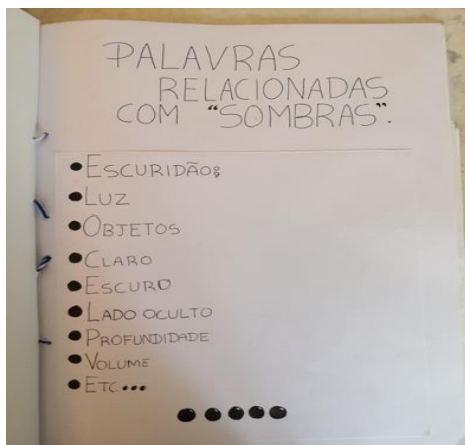 PALAVRAS
RELACIONADAS
COM "SOMBRAS".
• ESCURIDÃO;
• LUZ
• OBJETOS
• CLARO
• ESCURO
• LADO OCULTO
• PROFUNDIDADE
• VOLUME
• ETC...